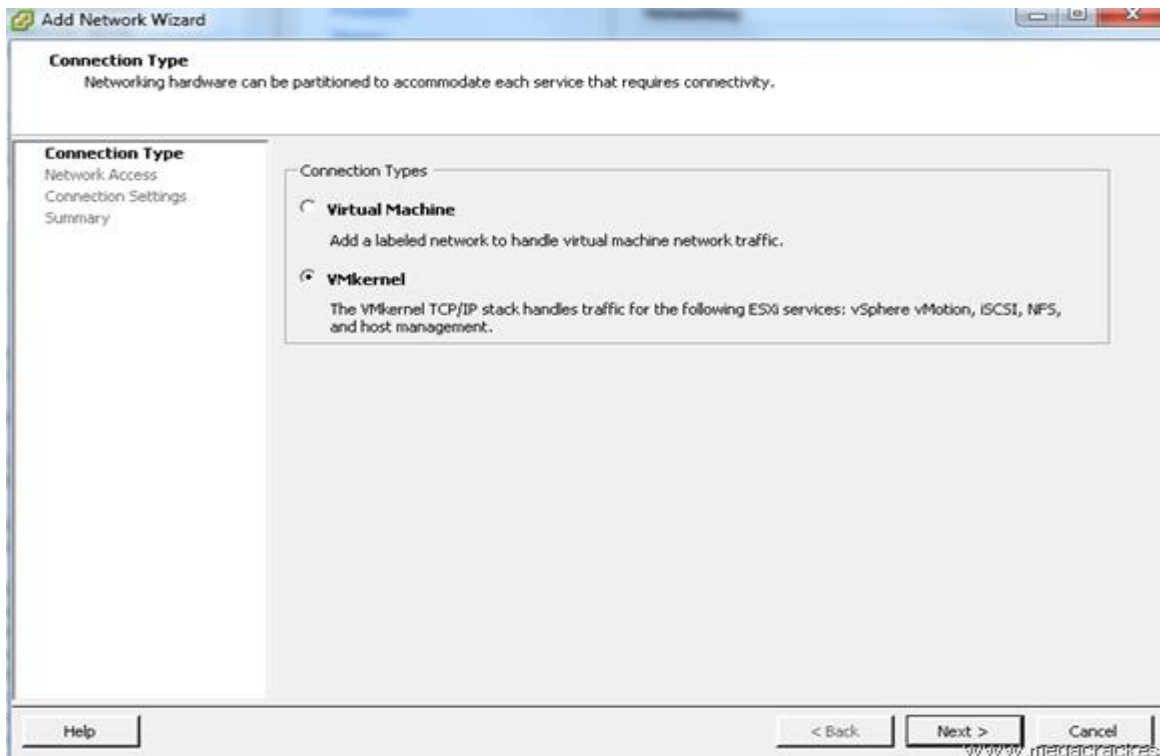 Add Network Wizard
Connection Type
Networking hardware can be partitioned to accommodate each service that requires connectivity.
Connection Type
Network Access
Connection Settings
Summary
Connection Types
Virtual Machine
Add a labeled network to handle virtual machine network traffic.
VMkernel
The VMkernel TCP/IP stack handles traffic for the following ESXi services: vSphere vMotion, iSCSI, NFS,
and host management.
Help
< Back
Next >
Cancel